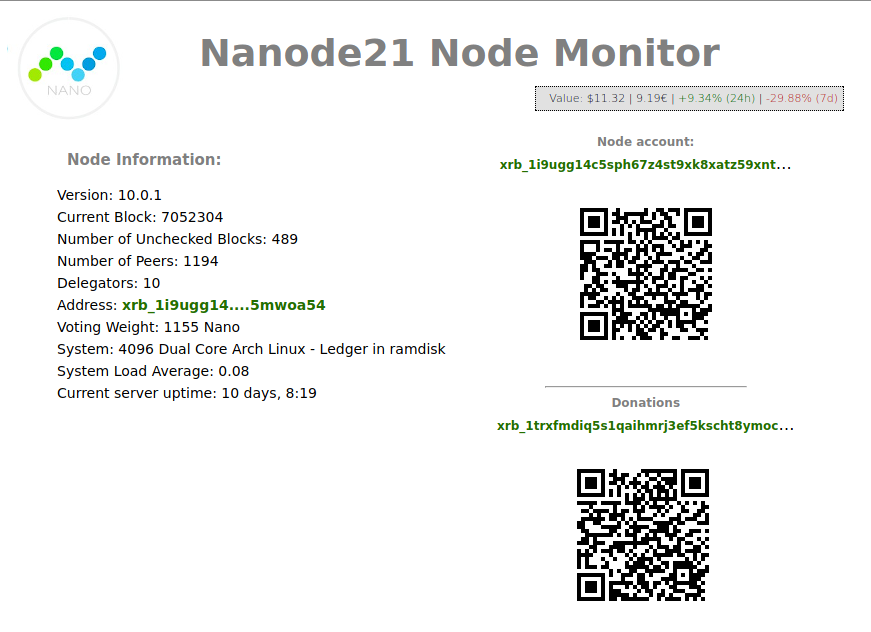 NANO
Nanode21 Node Monitor
Value: $11.32 | 9.19€ | +9.34% (24h) | -29.88% (7d)
Node Information:
Version: 10.0.1
Current Block: 7052304
Number of Unchecked Blocks: 489
Number of Peers: 1194
Delegators: 10
Address: xrb_1i9ugg14....5mwoa54
Voting Weight: 1155 Nano
System: 4096 Dual Core Arch Linux - Ledger in ramdisk
System Load Average: 0.08
Current server uptime: 10 days, 8:19
Node account:
xrb_1i9ugg14c5sph67z4st9xk8xatz59xnt...
Donations
xrb_1trxfmdiq5s1qaihmrj3ef5kscht8ymoc...